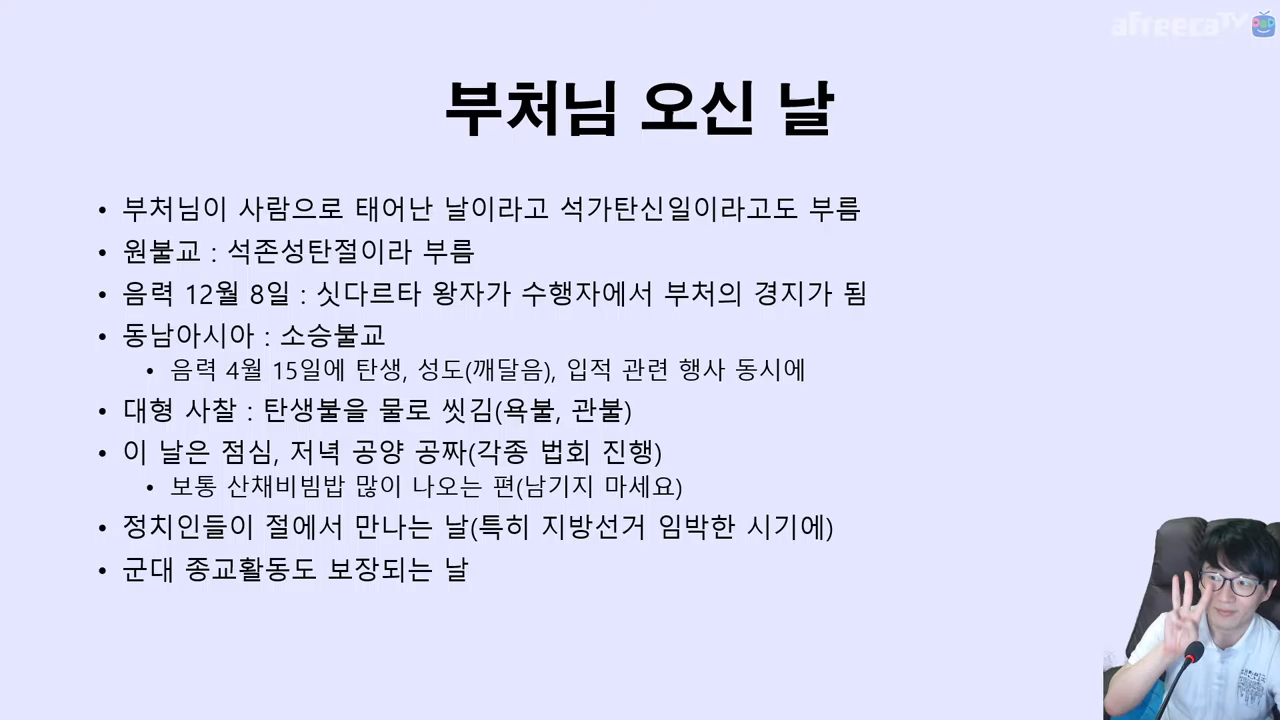 afreecaTV
부처님 오신 날
• 부처님이 사람으로 태어난 날이라고 석가탄신일이라고도 부름
• 원불교 : 석존성탄절이라 부름
• 음력 12월 8일 : 싯다르타 왕자가 수행자에서 부처의 경지가 됨
• 동남아시아 : 소승불교
• 음력 4월 15일에 탄생, 성도(깨달음), 입적 관련 행사 동시에
• 대형 사찰 : 탄생불을 물로 씻김(욕불, 관불)
• 이 날은 점심, 저녁 공양 공짜(각종 법회 진행)
• 보통 산채비빔밥 많이 나오는 편(남기지 마세요)
• 정치인들이 절에서 만나는 날(특히 지방선거 임박한 시기에)
• 군대 종교활동도 보장되는 날